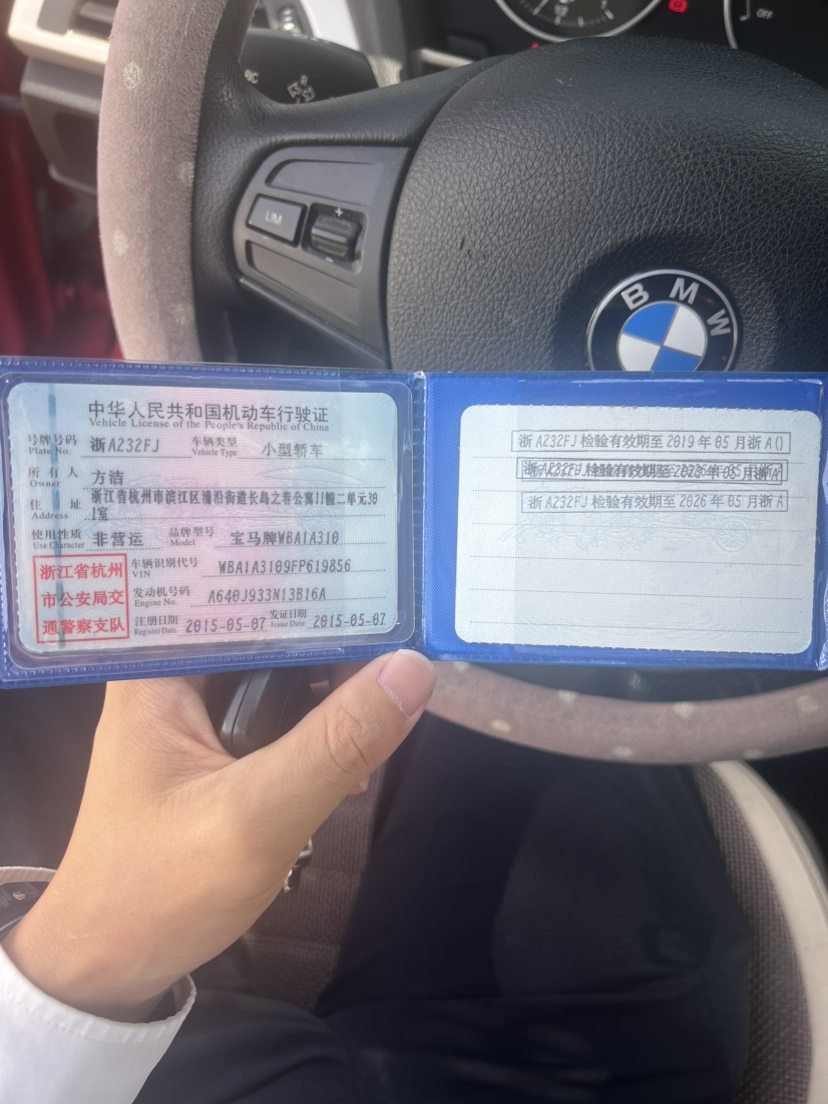 OFF
LIM
+
BMW
中华人民共和国机动车行驶证
Vehicle License of the People's Republic of China
号牌号码 浙A232FJ 车辆类型 小型轿车
Plate No. Vehicle Type
所有人 方洁
Owner
住址 浙江省杭州市滨江区浦沿街道长岛之春公寓11幢二单元30
Address 1室
使用性质 非营运 品牌型号 宝马牌WBA1A310
Use Character Model
浙江省杭州
市公安局交
通警察支队
车辆识别代号 WBA1A3109FP619856
VIN
发动机号码 A640J933N13B16A
Engine No.
注册日期 2015-05-07 发证日期 2015-05-07
Register Date Issue Date
浙A232FJ检验有效期至2019年05月浙A()
浙A232FJ检验有效期至2026年05月浙A